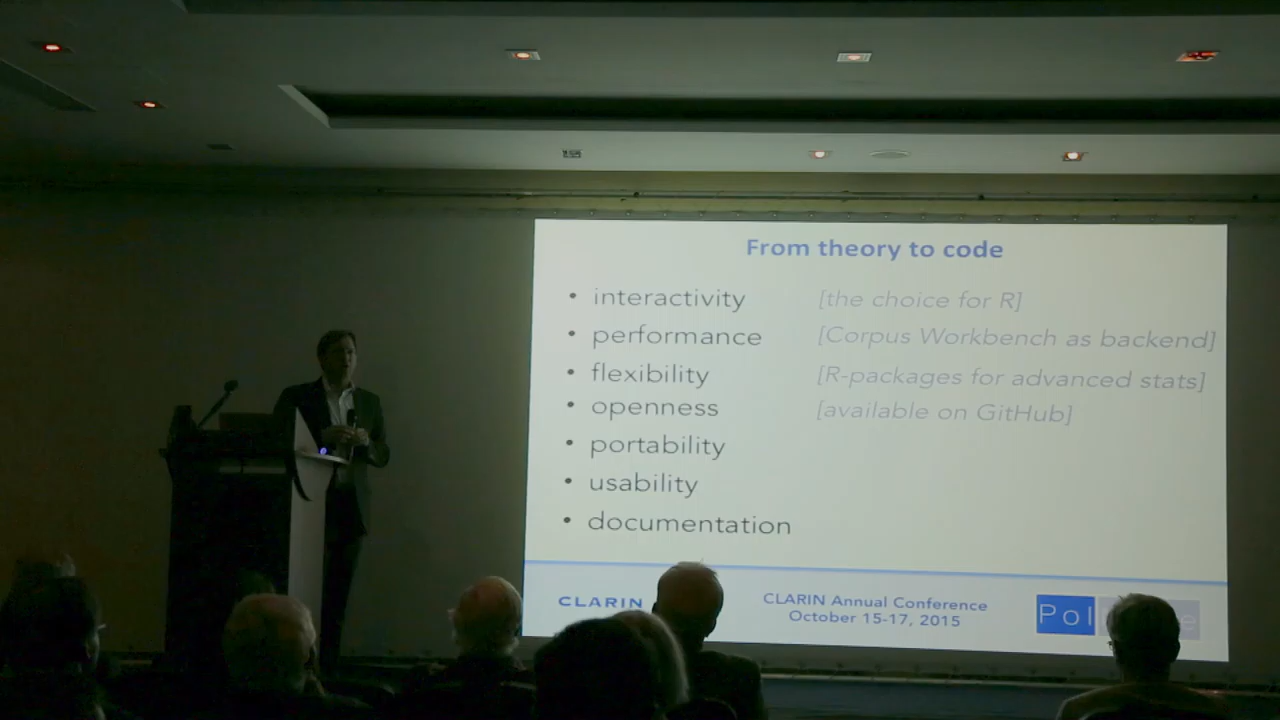 From theory to code
• interactivity [the choice for R]
• performance [Corpus Workbench as backend]
• flexibility [R-packages for advanced stats]
• openness [available on GitHub]
• portability
• usability
• documentation
CLARIN
CLARIN Annual Conference
October 15-17, 2015
Pol